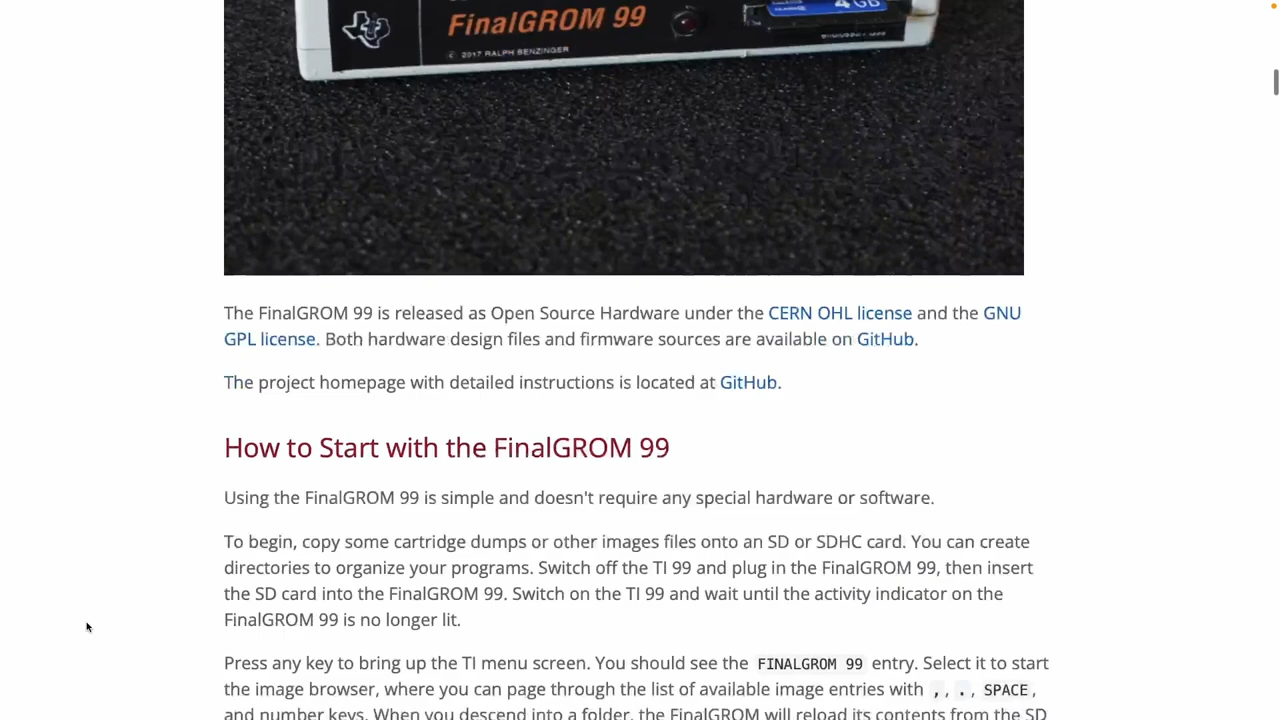 4 GB
FinalGROM 99
© 2017 RALPH BENZINGER
The FinalGROM 99 is released as Open Source Hardware under the CERN OHL license and the GNU
GPL license. Both hardware design files and firmware sources are available on GitHub.
The project homepage with detailed instructions is located at GitHub.
How to Start with the FinalGROM 99
Using the FinalGROM 99 is simple and doesn't require any special hardware or software.
To begin, copy some cartridge dumps or other images files onto an SD or SDHC card. You can create
directories to organize your programs. Switch off the TI 99 and plug in the FinalGROM 99, then insert
the SD card into the FinalGROM 99. Switch on the TI 99 and wait until the activity indicator on the
FinalGROM 99 is no longer lit.
Press any key to bring up the TI menu screen. You should see the FINALGROM 99 entry. Select it to start
the image browser, where you can page through the list of available image entries with ,, ., SPACE,
and number keys. When you descend into a folder, the FinalGROM will reload its contents from the SD